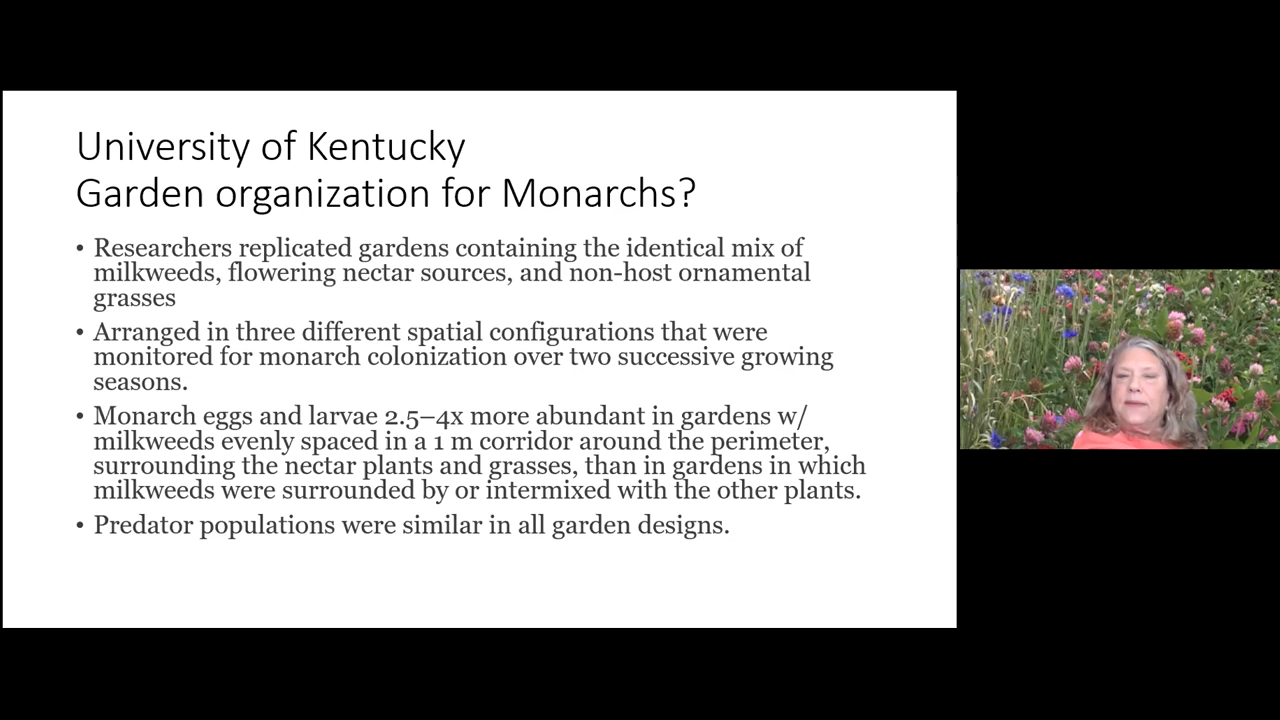 University of Kentucky
Garden organization for Monarchs?
• Researchers replicated gardens containing the identical mix of
milkweeds, flowering nectar sources, and non-host ornamental
grasses
• Arranged in three different spatial configurations that were
monitored for monarch colonization over two successive growing
seasons.
• Monarch eggs and larvae 2.5–4x more abundant in gardens w/
milkweeds evenly spaced in a 1 m corridor around the perimeter,
surrounding the nectar plants and grasses, than in gardens in which
milkweeds were surrounded by or intermixed with the other plants.
• Predator populations were similar in all garden designs.